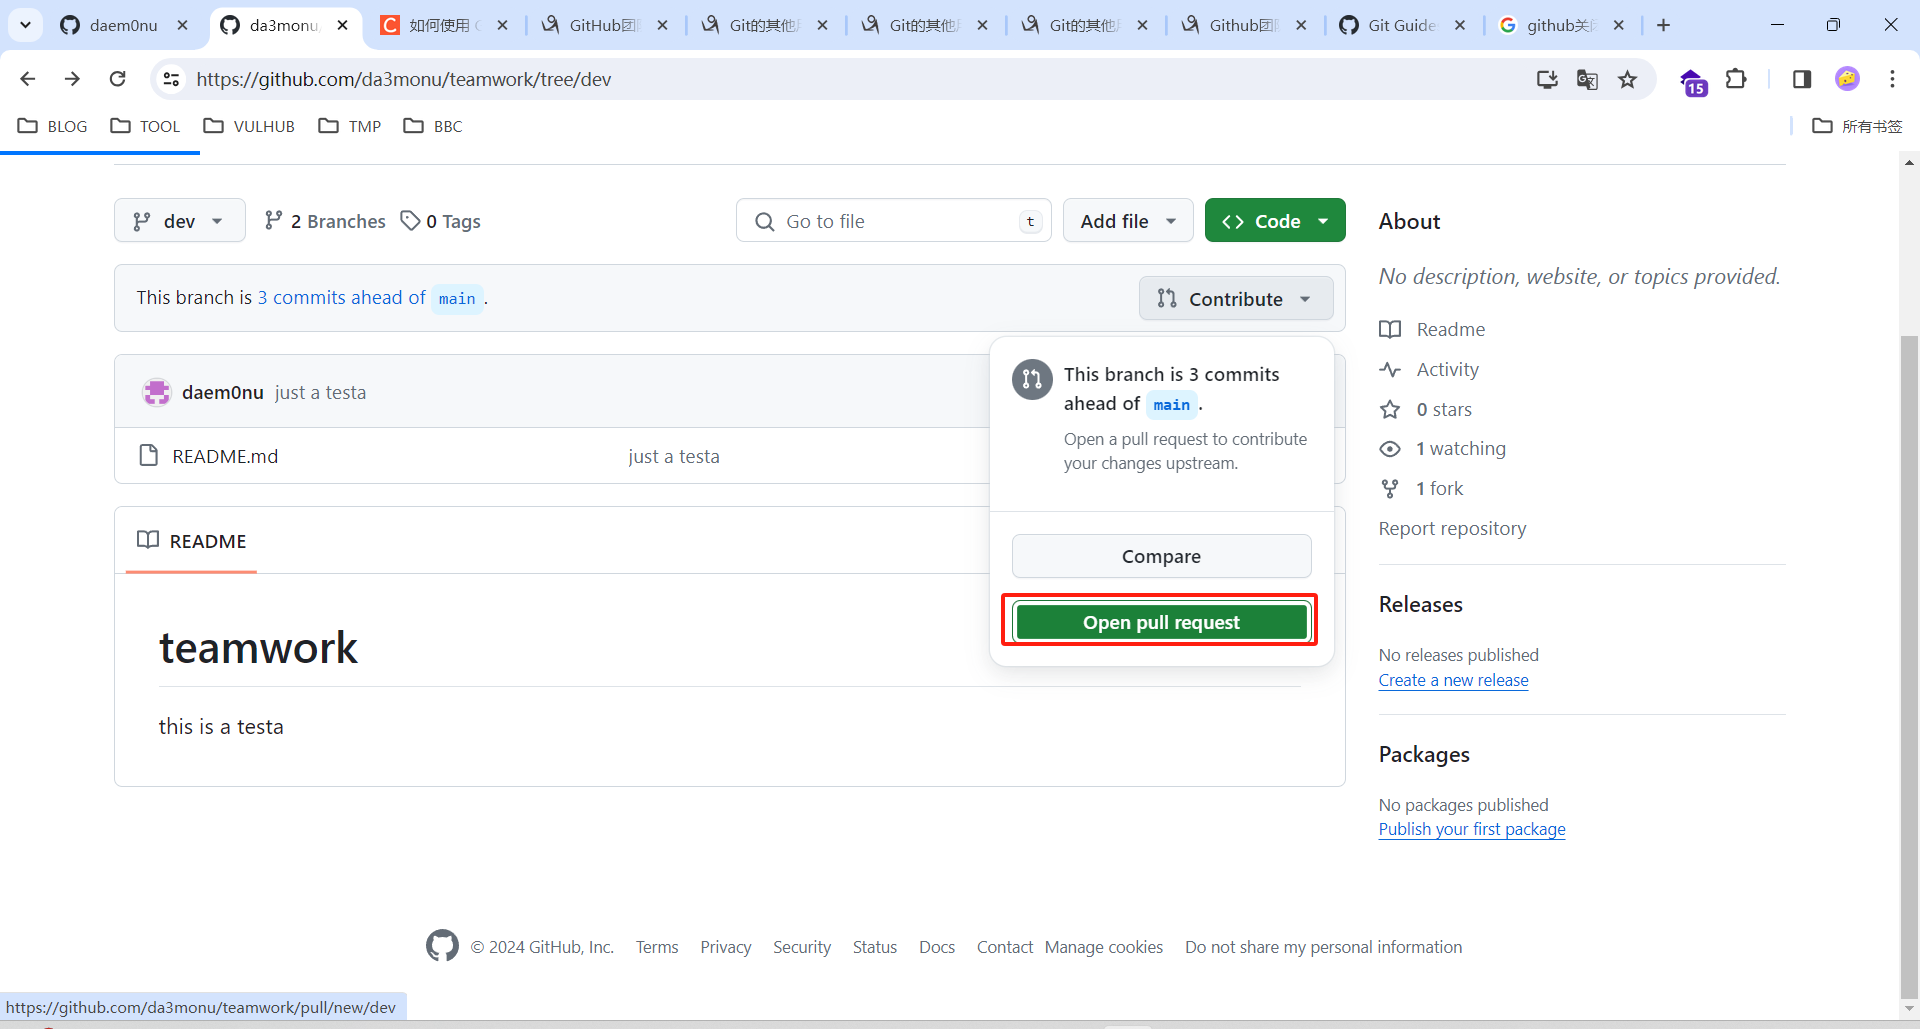 daem0nu
da3monu
如何使用
GitHub团
Git的其他
Git的其他
Git的其他
Github团
Git Guide
github关
https://github.com/da3monu/teamwork/tree/dev
15
BLOG
TOOL
VULHUB
TMP
BBC
所有书签
dev
2 Branches
0 Tags
Go to file
t
Add file
Code
This branch is 3 commits ahead of main .
Contribute
This branch is 3 commits
ahead of main .
Open a pull request to contribute
your changes upstream.
Compare
Open pull request
daem0nu just a testa
README.md
just a testa
README
teamwork
this is a testa
About
No description, website, or topics provided.
Readme
Activity
0 stars
1 watching
1 fork
Report repository
Releases
No releases published
Create a new release
Packages
No packages published
Publish your first package
© 2024 GitHub, Inc.
Terms
Privacy
Security
Status
Docs
Contact
Manage cookies
Do not share my personal information
https://github.com/da3monu/teamwork/pull/new/dev